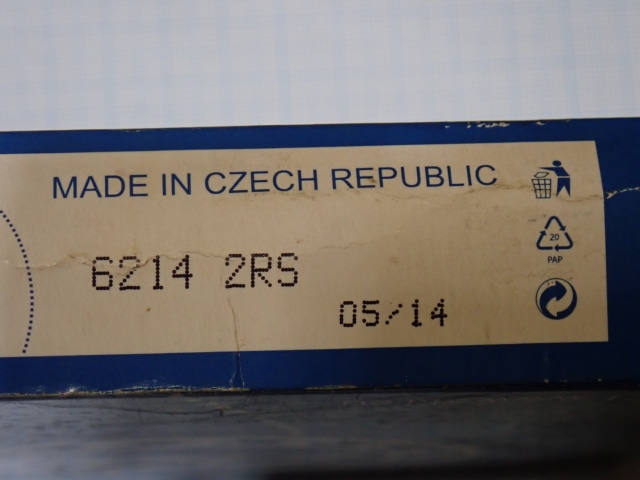 MADE IN CZECH REPUBLIC
6214 2RS
05/14
20
PAP